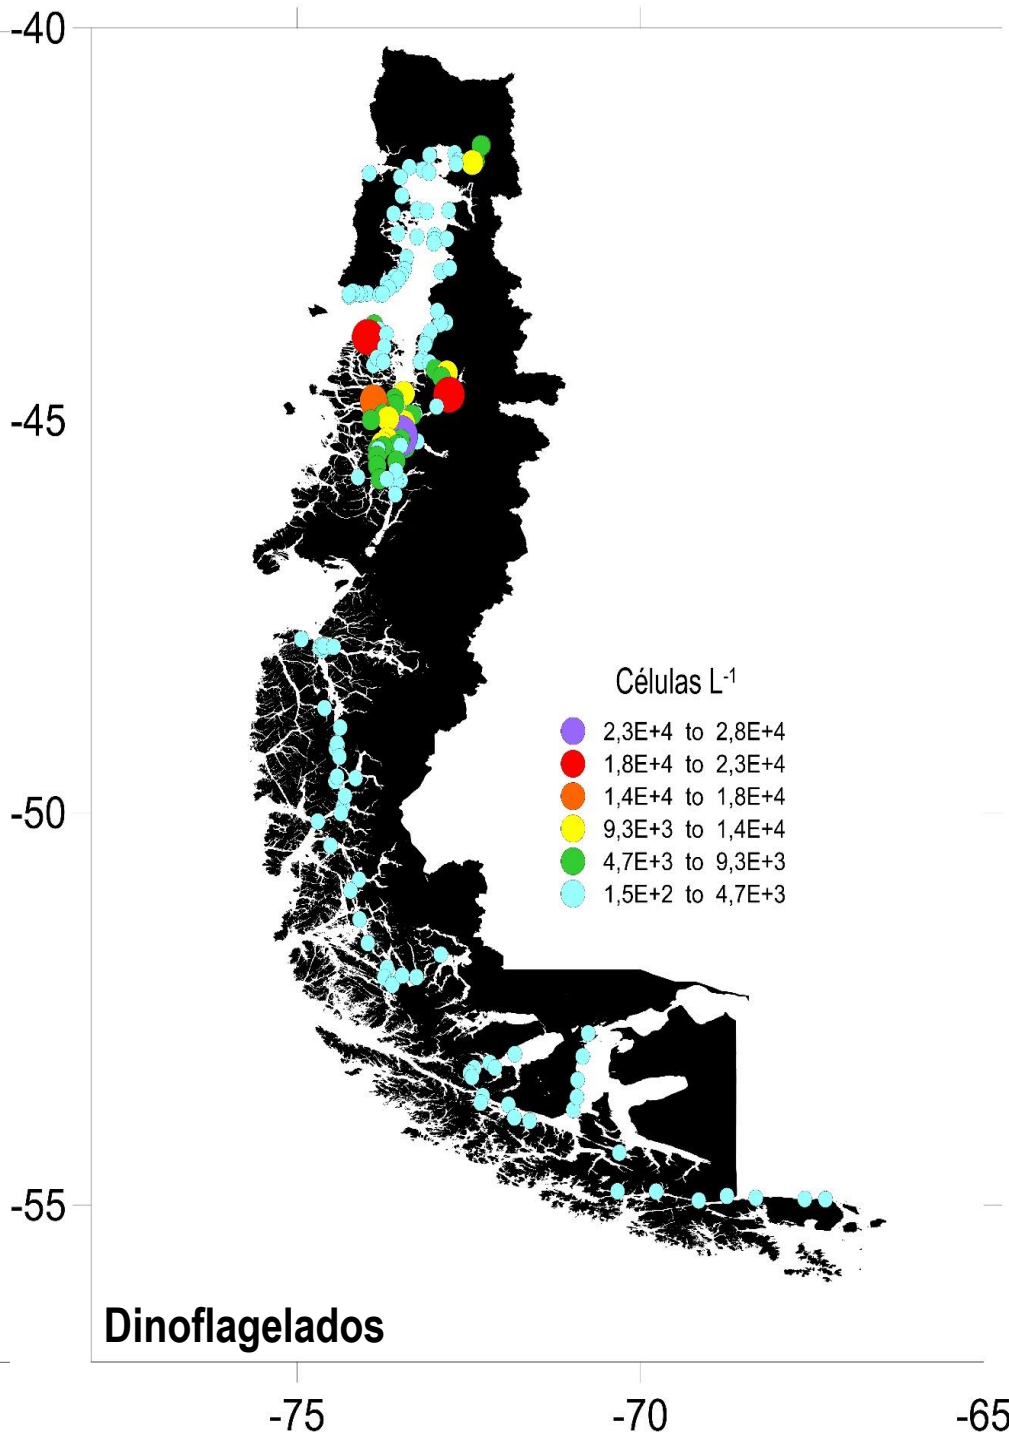 -40
-45
-50
-55
Células L⁻¹
2,3E+4 to 2,8E+4
1,8E+4 to 2,3E+4
1,4E+4 to 1,8E+4
9,3E+3 to 1,4E+4
4,7E+3 to 9,3E+3
1,5E+2 to 4,7E+3
Dinoflagelados
-75 -70 -65